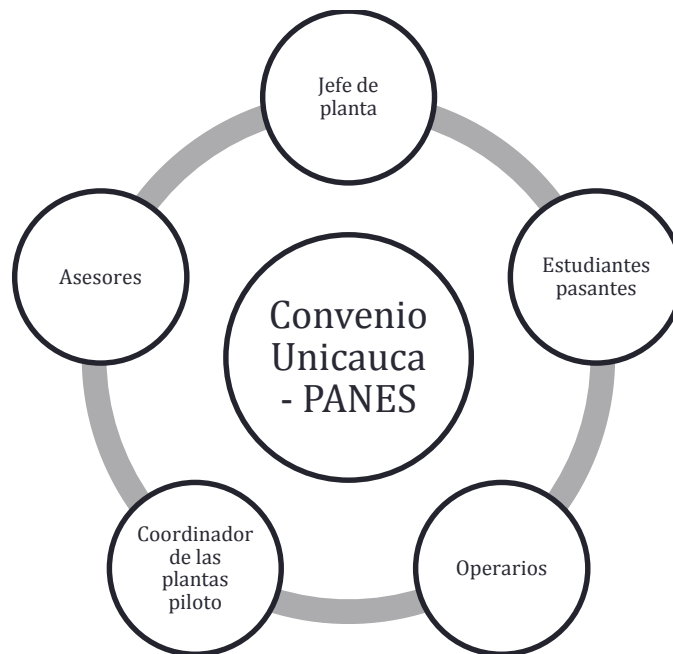 Jefe de
planta
Estudiantes
pasantes
Operarios
Coordinador
de las
plantas
piloto
Asesores
Convenio
Unicauca
- PANES